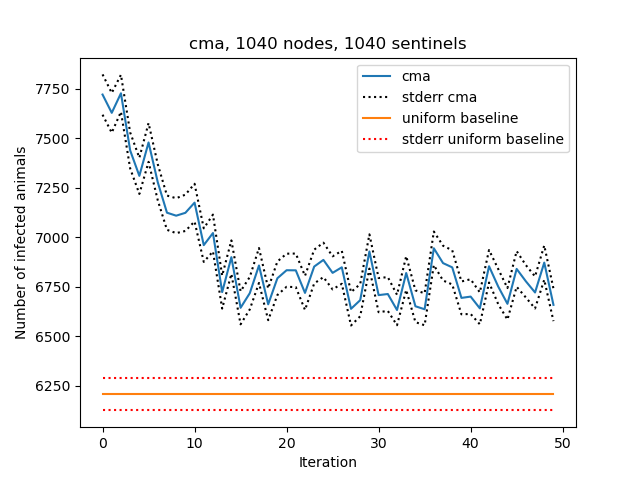 cma, 1040 nodes, 1040 sentinels
cma
stderr cma
uniform baseline
stderr uniform baseline
Number of infected animals
7750
7500
7250
7000
6750
6500
6250
0 10 20 30 40 50
Iteration